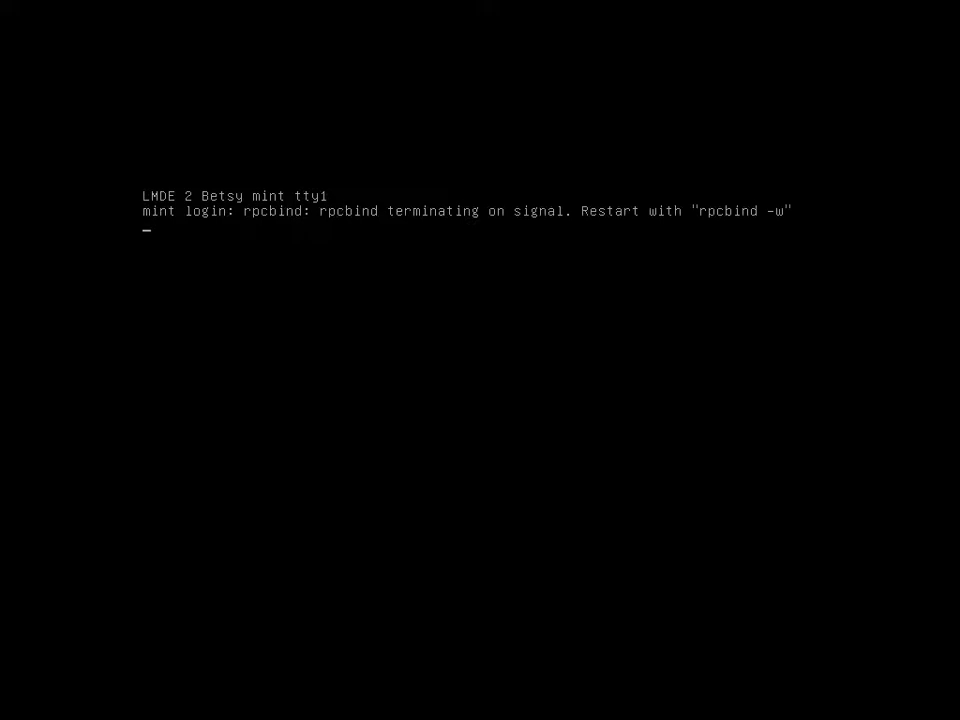 LMDE 2 Betsy mint tty1
mint login: rpcbind: rpcbind terminating on signal. Restart with "rpcbind -w"